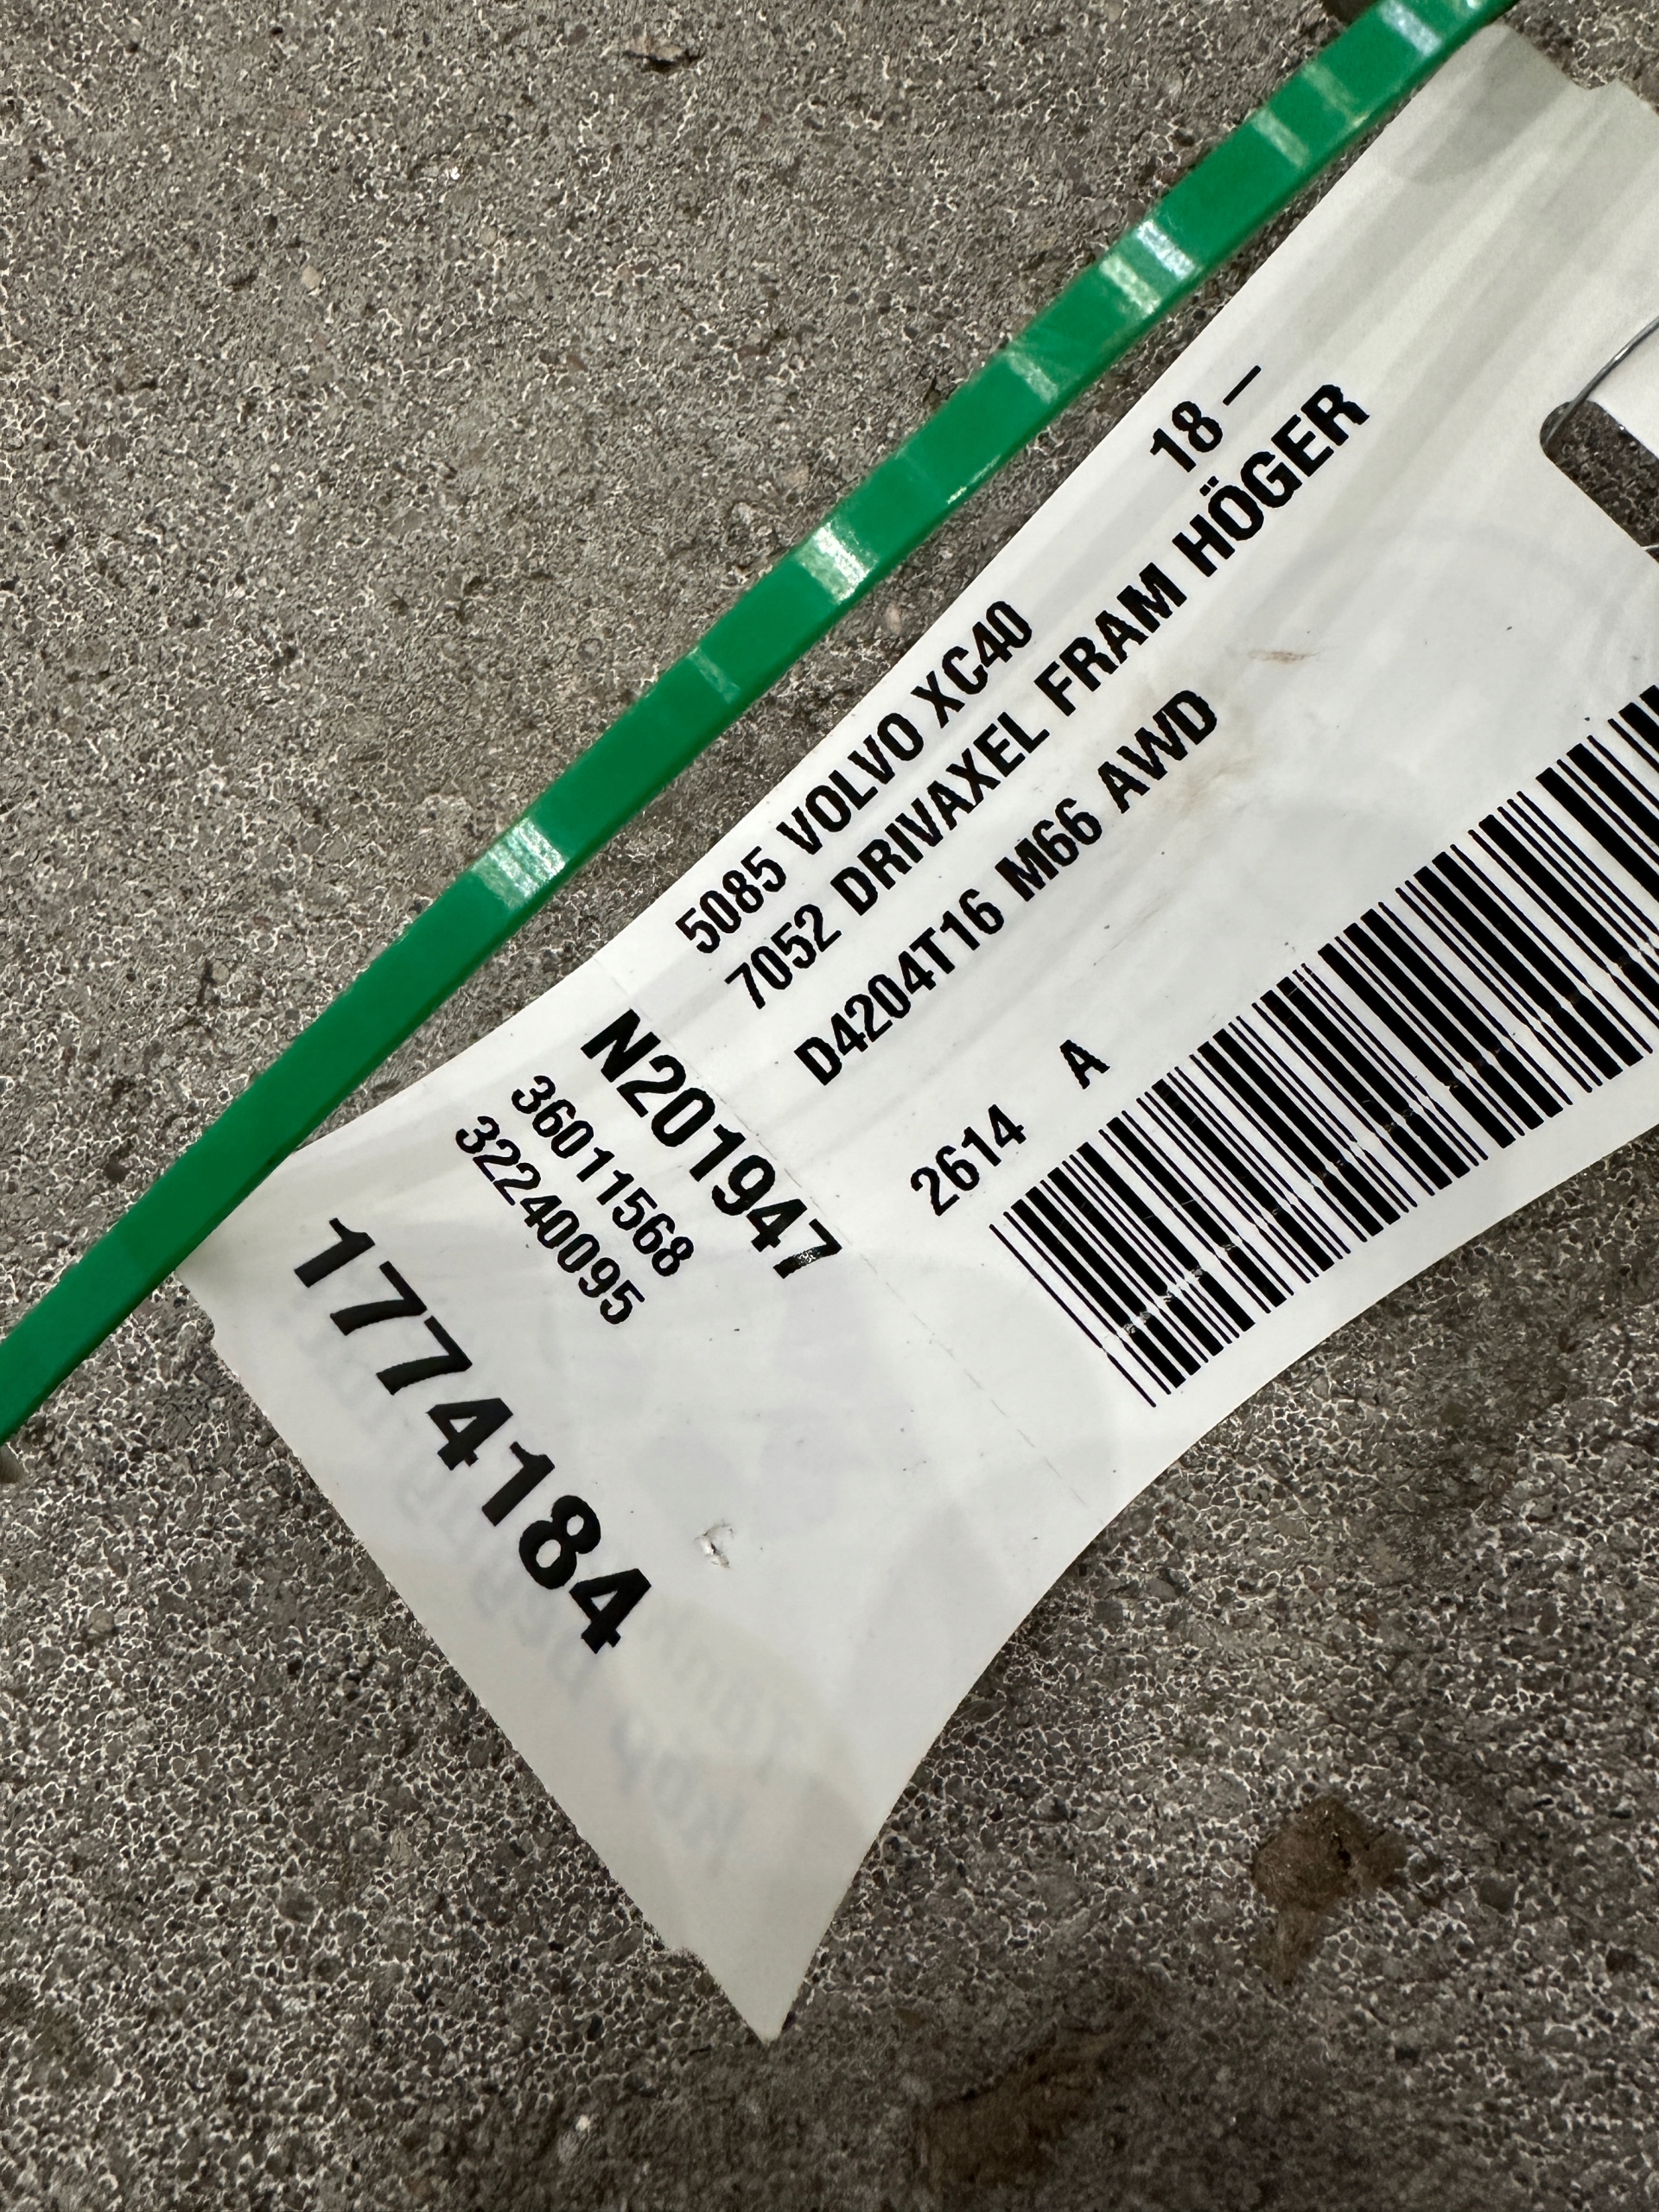 5085 VOLVO XC40 18 –
7052 DRIVAXEL FRAM HÖGER
D4204T16 M66 AWD
2614 A
N201947
36011568
32240095
1774184